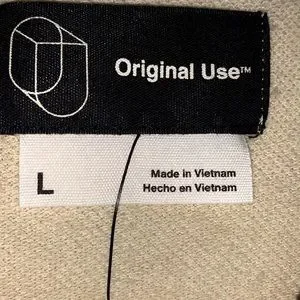 Original Use™
L
Made in Vietnam
Hecho en Vietnam